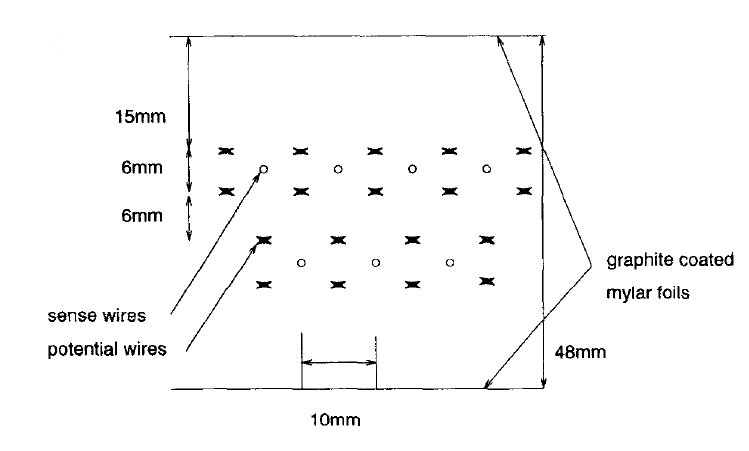 15mm
6mm
6mm
graphite coated
mylar foils
sense wires
potential wires
48mm
10mm